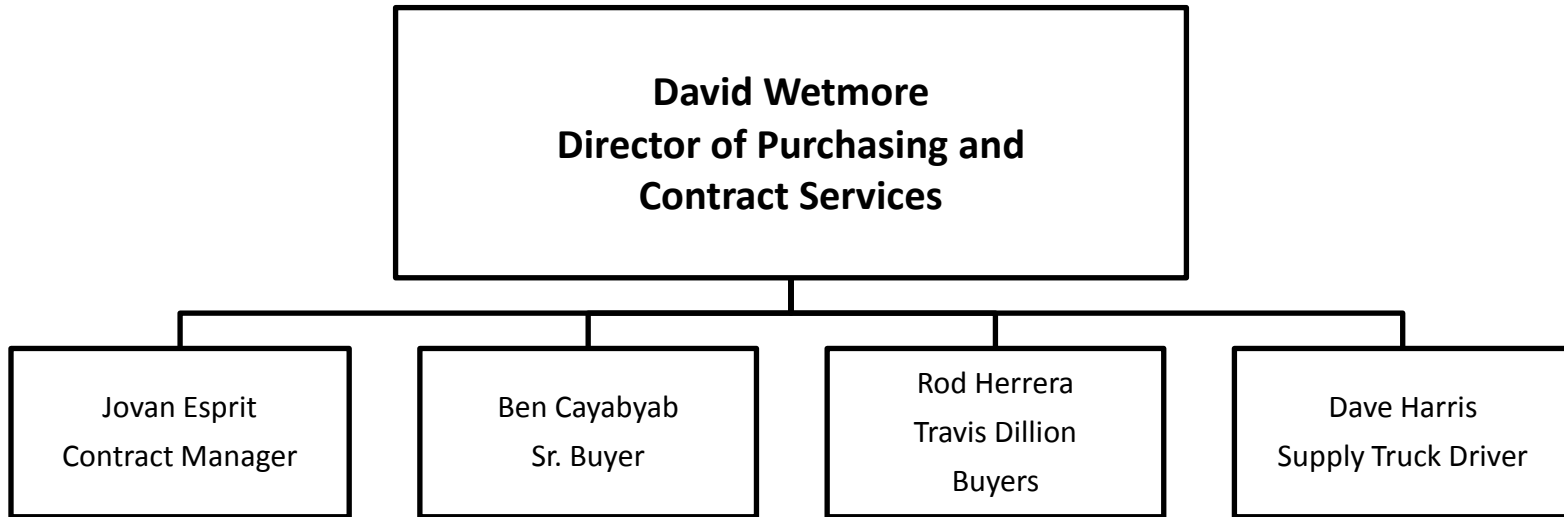 David Wetmore
Director of Purchasing and
Contract Services
Jovan Esprit
Contract Manager
Ben Cayabyab
Sr. Buyer
Rod Herrera
Travis Dillion
Buyers
Dave Harris
Supply Truck Driver